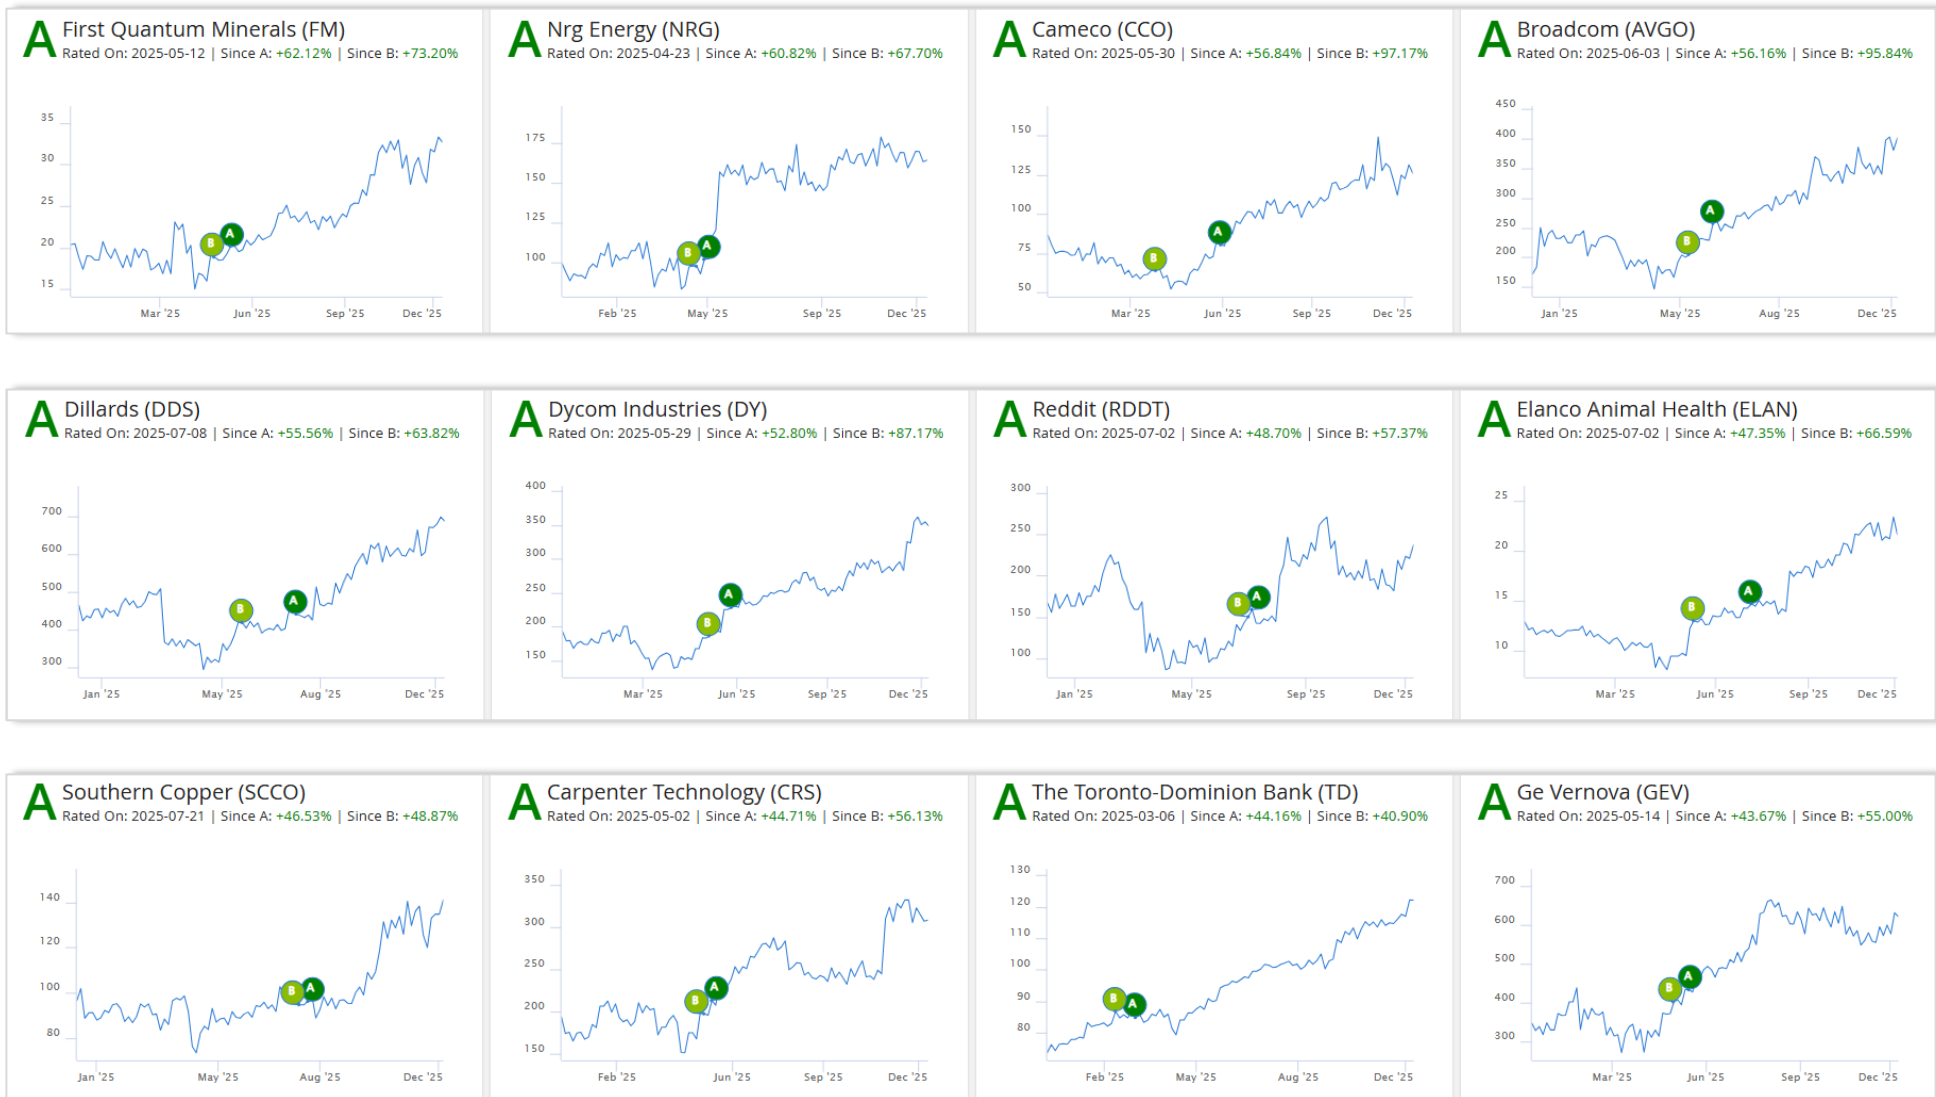 A First Quantum Minerals (FM)
Rated On: 2025-05-12 | Since A: +62.12% | Since B: +73.20%
35
30
25
20
15
B
A
Mar '25 Jun '25 Sep '25 Dec '25
A Nrg Energy (NRG)
Rated On: 2025-04-23 | Since A: +60.82% | Since B: +67.70%
175
150
125
100
B
A
Feb '25 May '25 Sep '25 Dec '25
A Cameco (CCO)
Rated On: 2025-05-30 | Since A: +56.84% | Since B: +97.17%
150
125
100
75
50
B
A
Mar '25 Jun '25 Sep '25 Dec '25
A Broadcom (AVGO)
Rated On: 2025-06-03 | Since A: +56.16% | Since B: +95.84%
450
400
350
300
250
200
150
B
A
Jan '25 May '25 Aug '25 Dec '25
A Dillards (DDS)
Rated On: 2025-07-08 | Since A: +55.56% | Since B: +63.82%
700
600
500
400
300
B
A
Jan '25 May '25 Aug '25 Dec '25
A Dycom Industries (DY)
Rated On: 2025-05-29 | Since A: +52.80% | Since B: +87.17%
400
350
300
250
200
150
B
A
Mar '25 Jun '25 Sep '25 Dec '25
A Reddit (RDDT)
Rated On: 2025-07-02 | Since A: +48.70% | Since B: +57.37%
300
250
200
150
100
B
A
Jan '25 May '25 Sep '25 Dec '25
A Elanco Animal Health (ELAN)
Rated On: 2025-07-02 | Since A: +47.35% | Since B: +66.59%
25
20
15
10
B
A
Mar '25 Jun '25 Sep '25 Dec '25
A Southern Copper (SCCO)
Rated On: 2025-07-21 | Since A: +46.53% | Since B: +48.87%
140
120
100
80
B
A
Jan '25 May '25 Aug '25 Dec '25
A Carpenter Technology (CRS)
Rated On: 2025-05-02 | Since A: +44.71% | Since B: +56.13%
350
300
250
200
150
B
A
Feb '25 Jun '25 Sep '25 Dec '25
A The Toronto-Dominion Bank (TD)
Rated On: 2025-03-06 | Since A: +44.16% | Since B: +40.90%
130
120
110
100
90
80
B
A
Feb '25 May '25 Aug '25 Dec '25
A Ge Vernova (GEV)
Rated On: 2025-05-14 | Since A: +43.67% | Since B: +55.00%
700
600
500
400
300
B
A
Mar '25 Jun '25 Sep '25 Dec '25